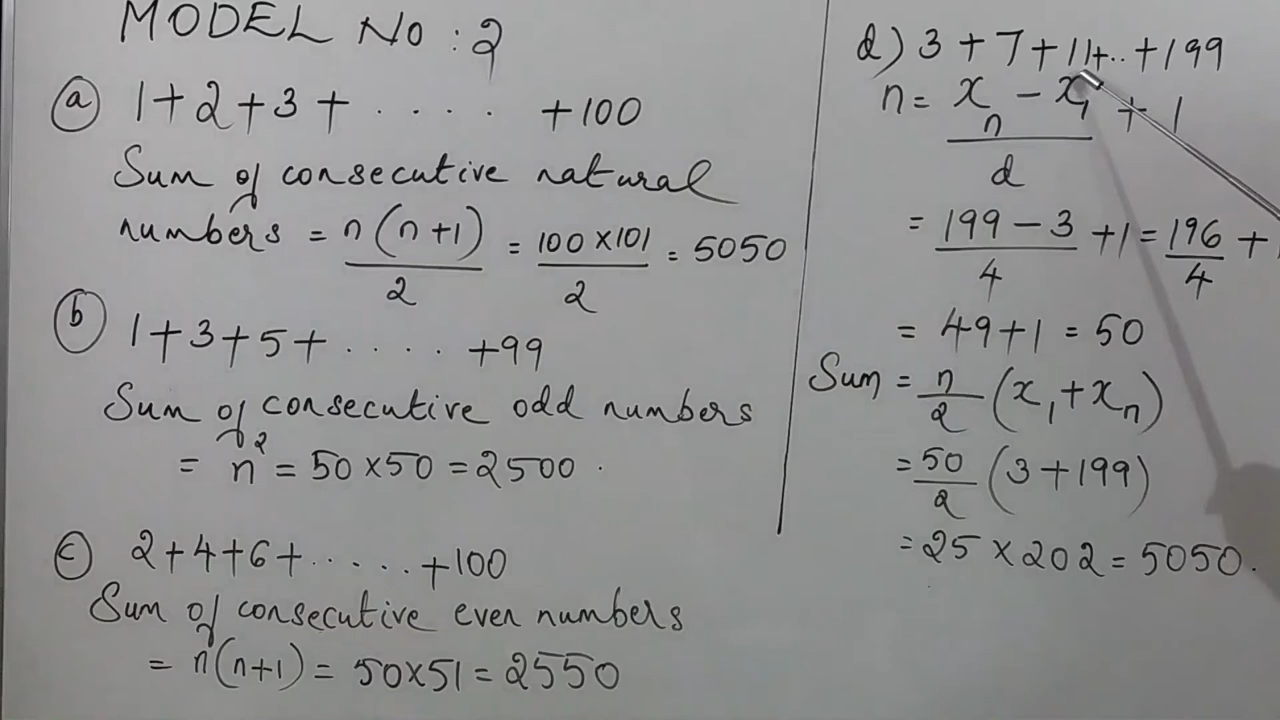 MODEL No : 2
a) 1 + 2 + 3 + . . . . + 100
Sum of consecutive natural
numbers = n(n+1)/2 = 100 × 101/2 = 5050
b) 1 + 3 + 5 + . . . . + 99
Sum of consecutive odd numbers
= n² = 50 × 50 = 2500 .
c) 2 + 4 + 6 + . . . . . + 100
Sum of consecutive even numbers
= n(n+1) = 50 × 51 = 2550
d) 3 + 7 + 11 + .. + 199
n = xₙ − x₁/d + 1
= 199 − 3/4 + 1 = 196/4 +
= 49 + 1 = 50
Sum = n/2 (x₁ + xₙ)
= 50/2 (3 + 199)
= 25 × 202 = 5050.